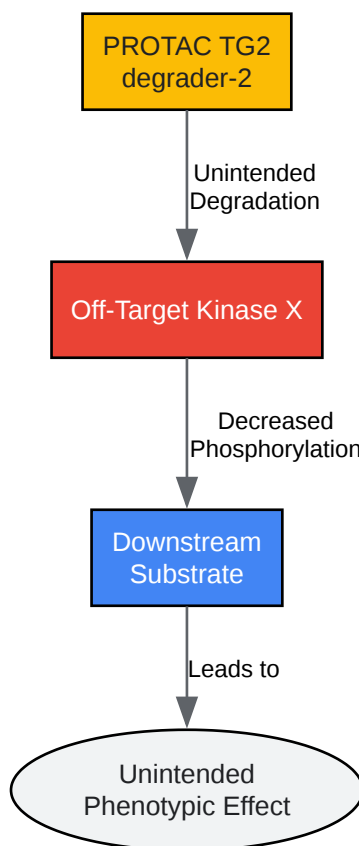 PROTAC TG2
degrader-2
Unintended
Degradation
Off-Target Kinase X
Decreased
Phosphorylation
Downstream
Substrate
Leads to
Unintended
Phenotypic Effect